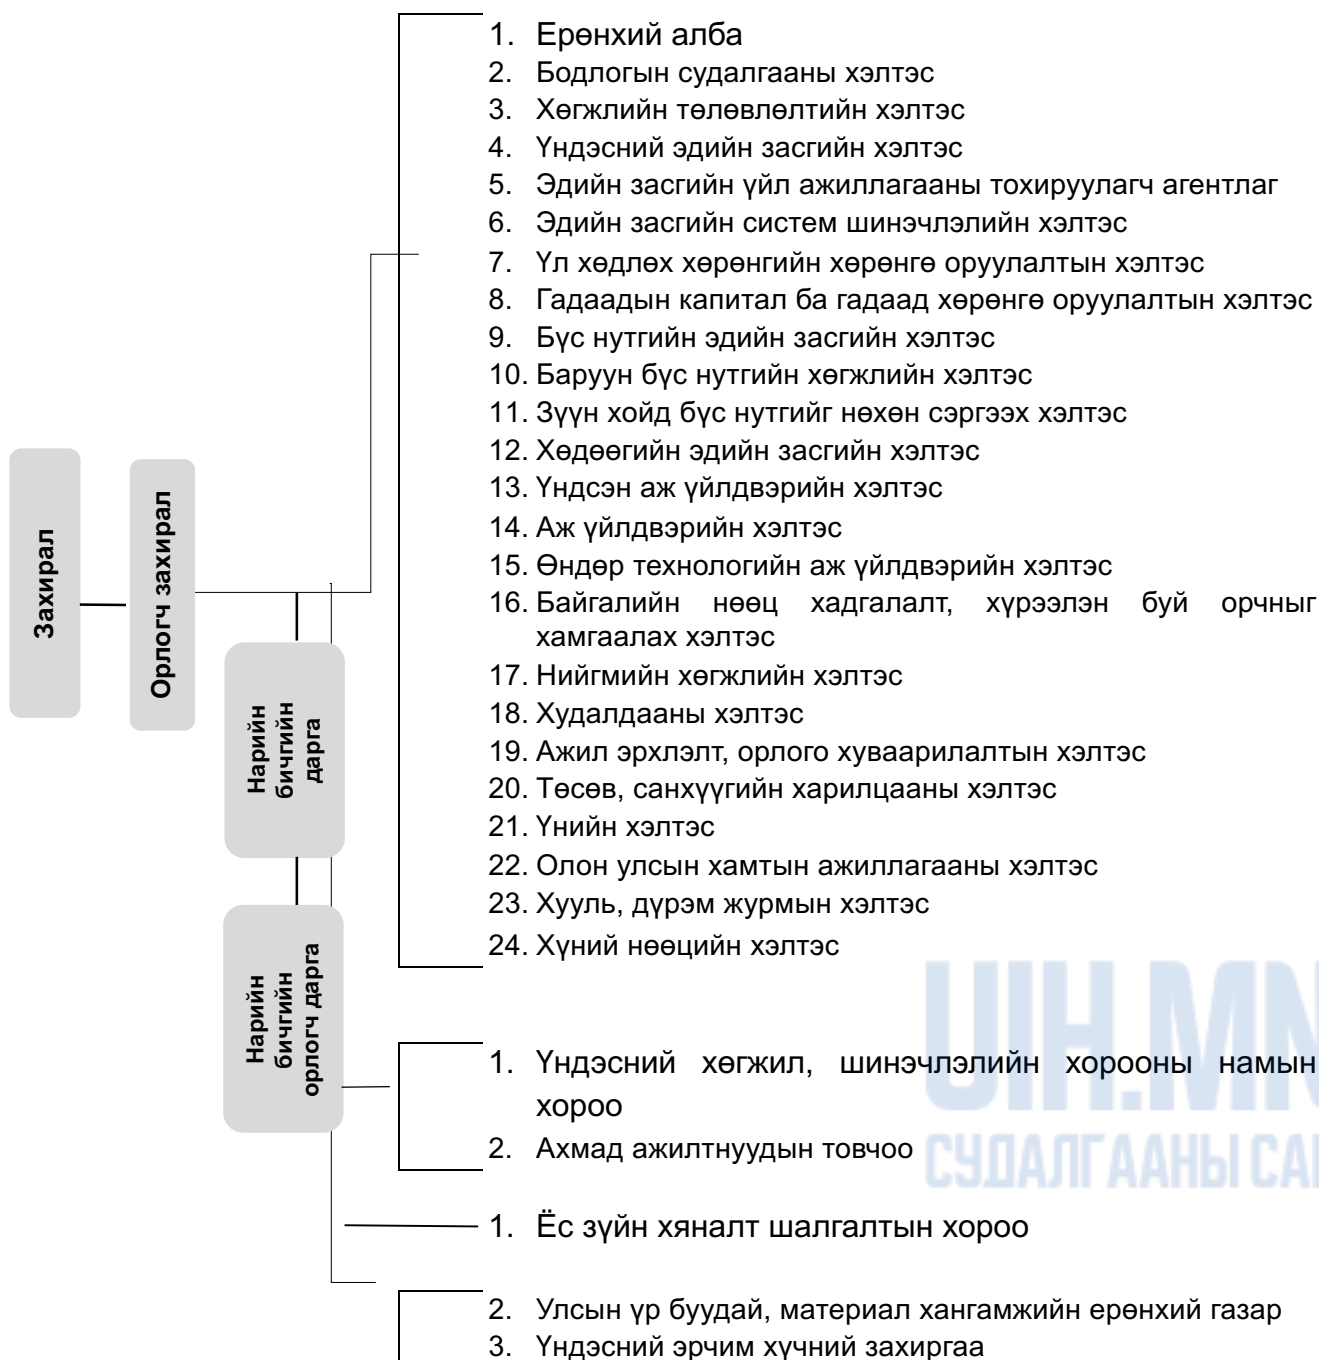 1. Ерөнхий алба
2. Бодлогын судалгааны хэлтэс
3. Хөгжлийн төлөвлөлтийн хэлтэс
4. Үндэсний эдийн засгийн хэлтэс
5. Эдийн засгийн үйл ажиллагааны тохируулагч агентлаг
6. Эдийн засгийн систем шинэчлэлийн хэлтэс
7. Үл хөдлөх хөрөнгийн хөрөнгө оруулалтын хэлтэс
8. Гадаадын капитал ба гадаад хөрөнгө оруулалтын хэлтэс
9. Бүс нутгийн эдийн засгийн хэлтэс
10. Баруун бүс нутгийн хөгжлийн хэлтэс
11. Зүүн хойд бүс нутгийг нөхөн сэргээх хэлтэс
12. Хөдөөгийн эдийн засгийн хэлтэс
13. Үндсэн аж үйлдвэрийн хэлтэс
14. Аж үйлдвэрийн хэлтэс
15. Өндөр технологийн аж үйлдвэрийн хэлтэс
16. Байгалийн нөөц хадгалалт, хүрээлэн буй орчныг
хамгаалах хэлтэс
17. Нийгмийн хөгжлийн хэлтэс
18. Худалдааны хэлтэс
19. Ажил эрхлэлт, орлого хуваарилалтын хэлтэс
20. Төсөв, санхүүгийн харилцааны хэлтэс
21. Үнийн хэлтэс
22. Олон улсын хамтын ажиллагааны хэлтэс
23. Хууль, дүрэм журмын хэлтэс
24. Хүний нөөцийн хэлтэс
Захирал
Орлогч захирал
Нарийн
бичгийн
дарга
Нарийн
бичгийн
орлогч дарга
1. Үндэсний хөгжил, шинэчлэлийн хорооны намын
хороо
2. Ахмад ажилтнуудын товчоо
1. Ёс зүйн хяналт шалгалтын хороо
2. Улсын үр буудай, материал хангамжийн ерөнхий газар
3. Үндэсний эрчим хүчний захиргаа
UIH.MN
СУДАЛГААНЫ